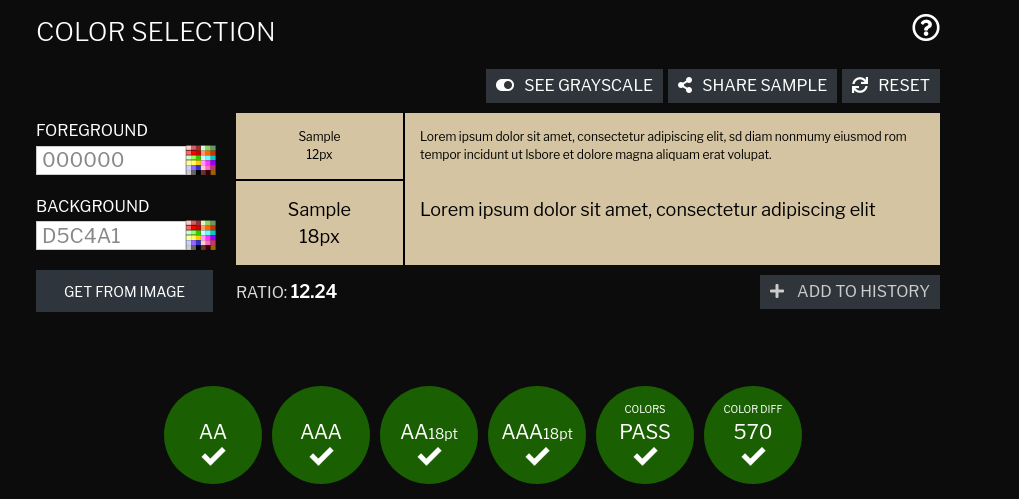 COLOR SELECTION
SEE GRAYSCALE
SHARE SAMPLE
RESET
FOREGROUND
000000
BACKGROUND
D5C4A1
GET FROM IMAGE
Sample
12px
Lorem ipsum dolor sit amet, consectetur adipiscing elit, sd diam nonmumy eiusmod rom
tempor incidunt ut lsbore et dolore magna aliquam erat volupat.
Sample
18px
Lorem ipsum dolor sit amet, consectetur adipiscing elit
RATIO: 12.24
ADD TO HISTORY
AA
AAA
AA18pt
AAA18pt
COLORS
PASS
COLOR DIFF
570